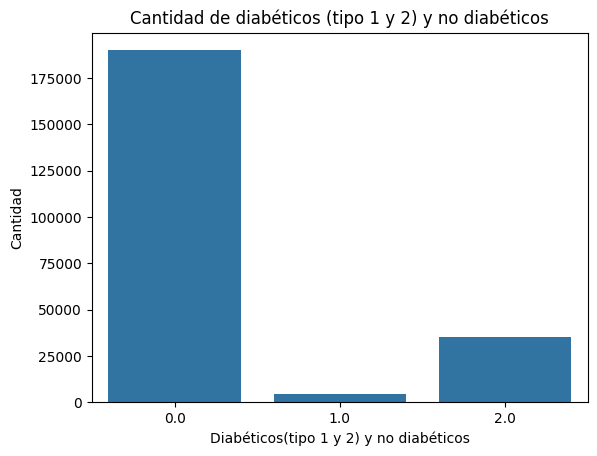 Cantidad de diabéticos (tipo 1 y 2) y no diabéticos
175000
150000
125000
100000
75000
50000
25000
0
Cantidad
0.0 1.0 2.0
Diabéticos(tipo 1 y 2) y no diabéticos